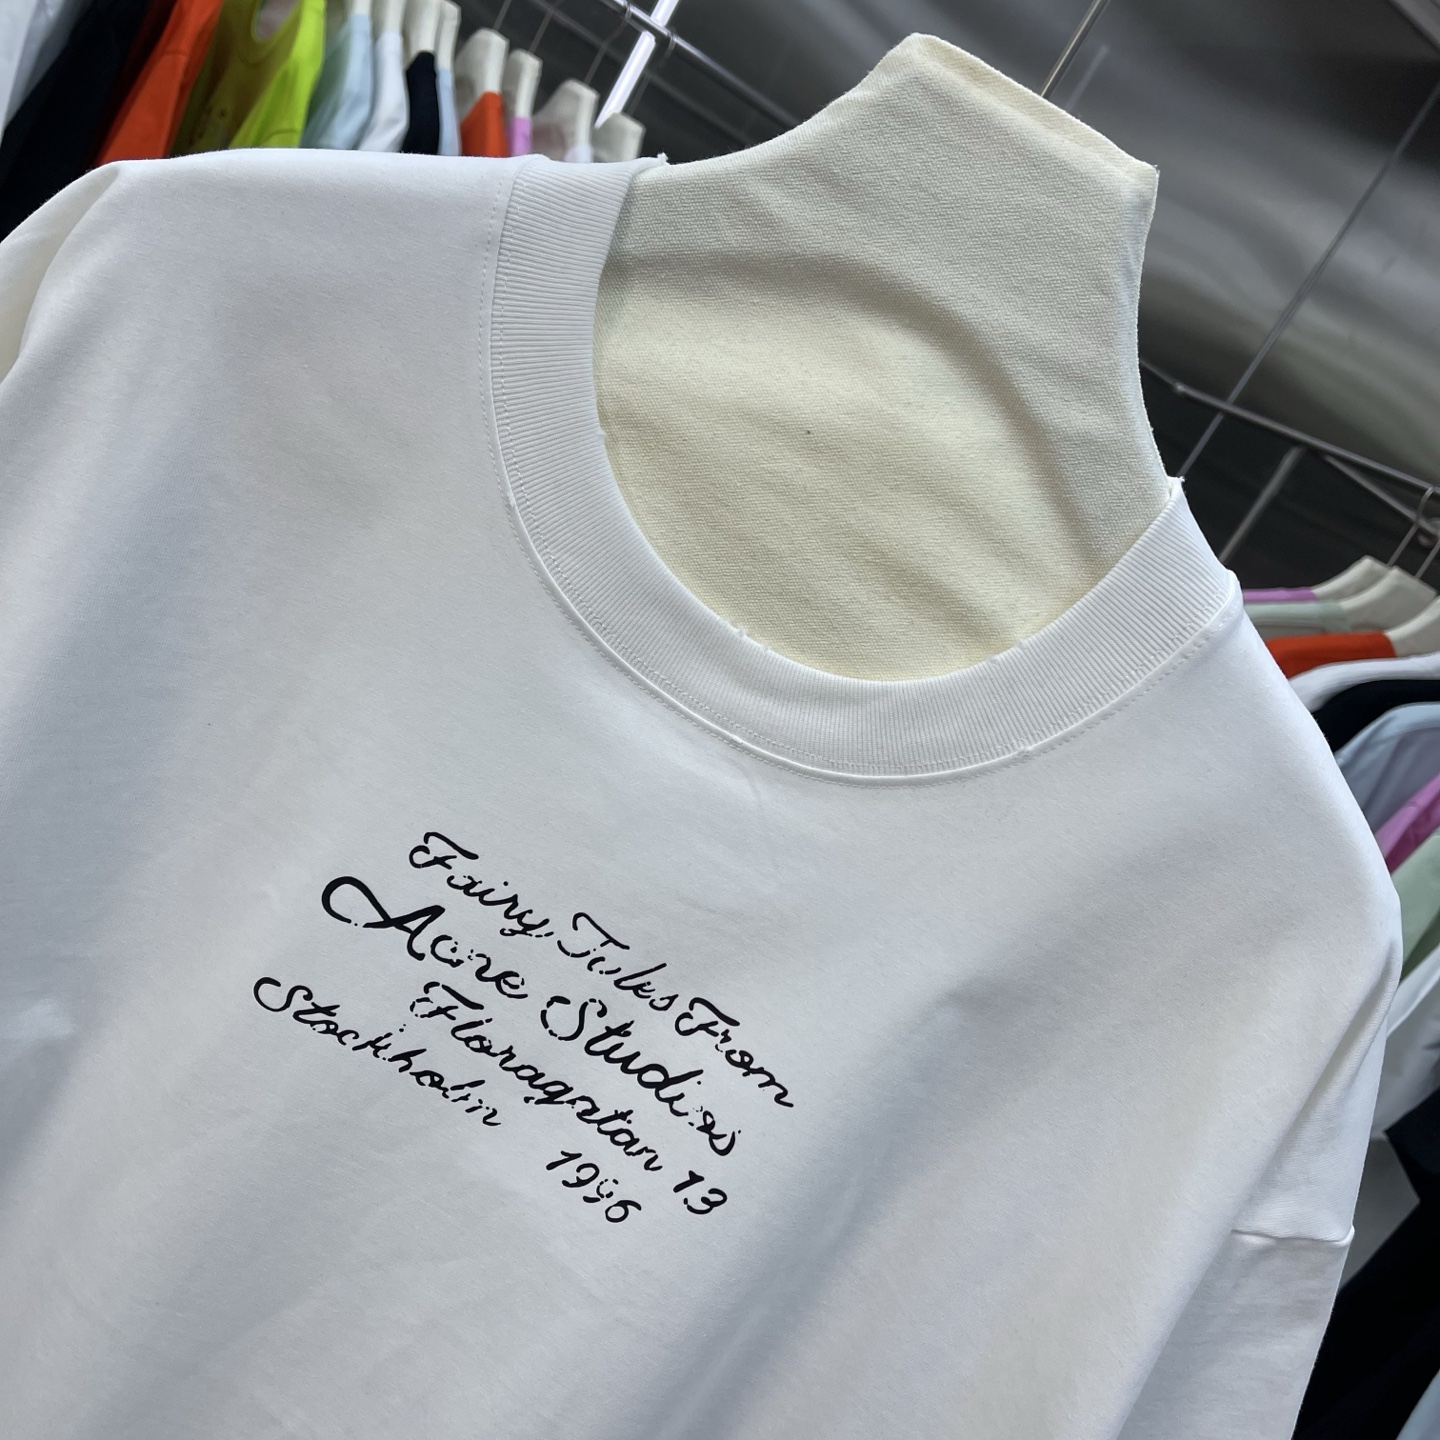 Fairy Tales From
Acne Studios
Floragatan 13
Stockholm 1996